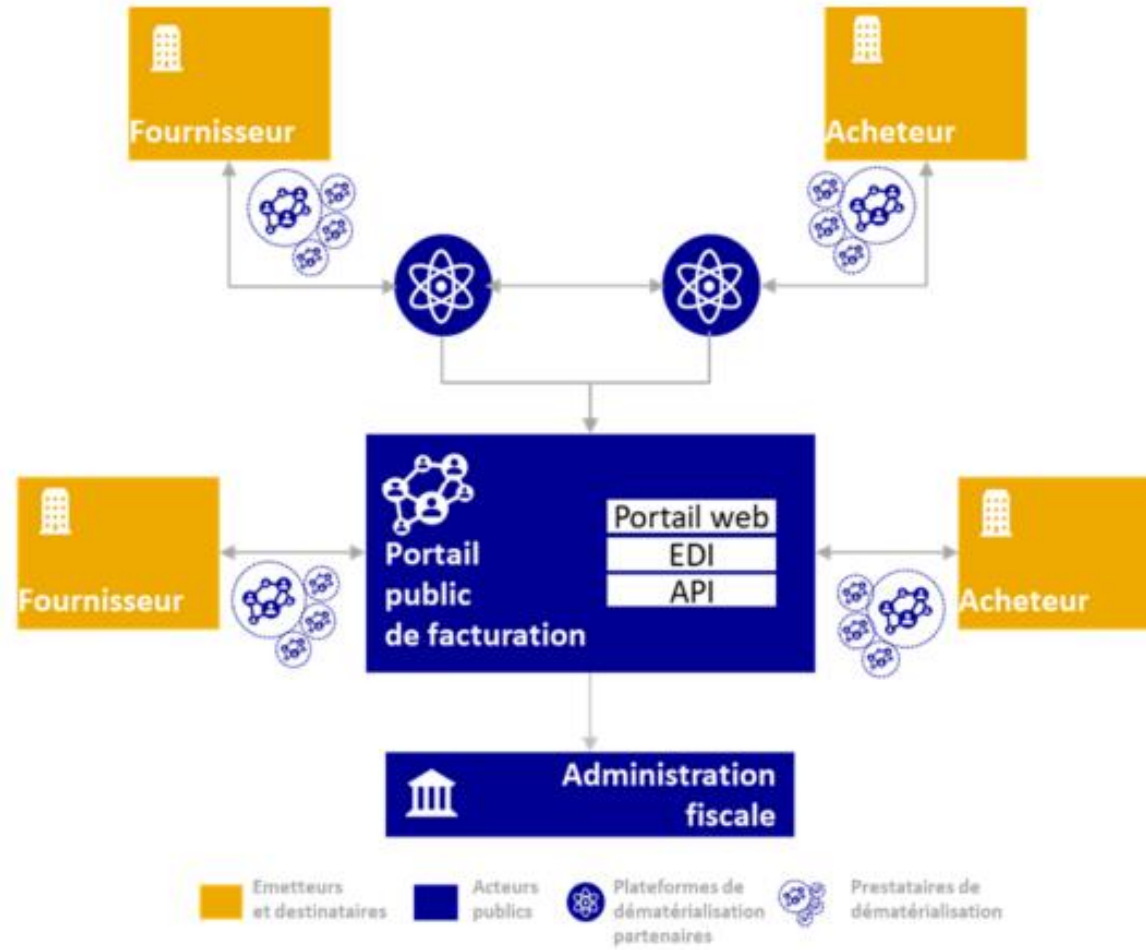 Fournisseur
Acheteur
Portail web
EDI
API
Portail
public
de facturation
Fournisseur
Acheteur
Administration
fiscale
Emetteurs
et destinataires
Acteurs
publics
Plateformes de
dématérialisation
partenaires
Prestataires de
dématérialisation